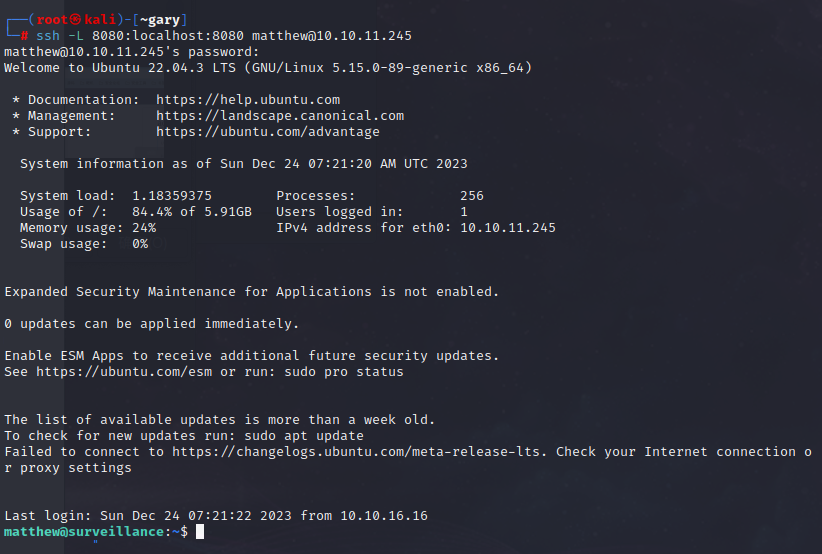 ┌──(root㉿kali)-[~gary]
└─# ssh -L 8080:localhost:8080 matthew@10.10.11.245
matthew@10.10.11.245's password:
Welcome to Ubuntu 22.04.3 LTS (GNU/Linux 5.15.0-89-generic x86_64)
* Documentation:  https://help.ubuntu.com
* Management:     https://landscape.canonical.com
* Support:        https://ubuntu.com/advantage
System information as of Sun Dec 24 07:21:20 AM UTC 2023
System load:  1.18359375        Processes:             256
Usage of /:   84.4% of 5.91GB   Users logged in:       1
Memory usage: 24%               IPv4 address for eth0: 10.10.11.245
Swap usage:   0%
Expanded Security Maintenance for Applications is not enabled.
0 updates can be applied immediately.
Enable ESM Apps to receive additional future security updates.
See https://ubuntu.com/esm or run: sudo pro status
The list of available updates is more than a week old.
To check for new updates run: sudo apt update
Failed to connect to https://changelogs.ubuntu.com/meta-release-lts. Check your Internet connection o
r proxy settings
Last login: Sun Dec 24 07:21:22 2023 from 10.10.16.16
matthew@surveillance:~$